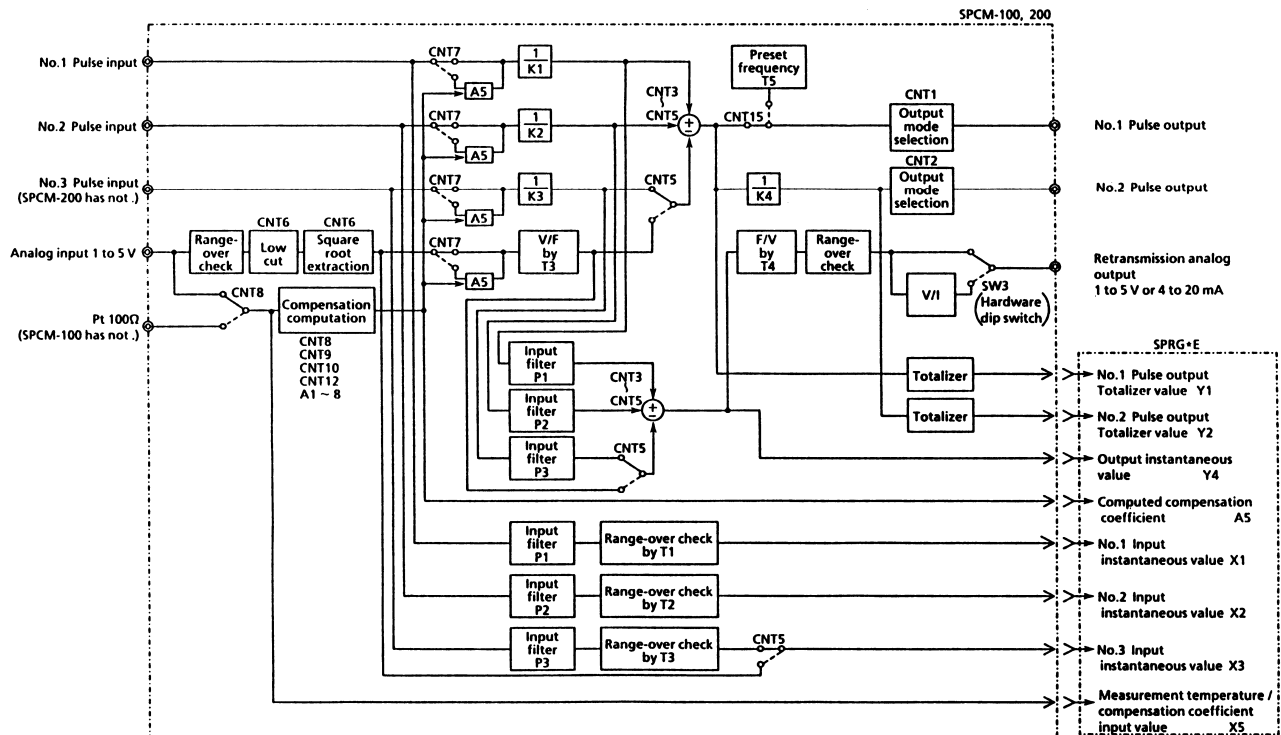 SPCM-100, 200
No.1 Pulse input
CNT7
1
K1
A5
Preset
frequency
T5
CNT3
CNT5
±
CNT15
CNT1
Output
mode
selection
No.1 Pulse output
No.2 Pulse input
CNT7
1
K2
A5
CNT2
Output
mode
selection
No.2 Pulse output
No.3 Pulse input
(SPCM-200 has not .)
CNT7
1
K3
A5
CNT5
1
K4
Analog input 1 to 5 V
Range-
over
check
CNT6
Low
cut
CNT6
Square
root
extraction
CNT7
A5
V/F
by
T3
F/V
by
T4
Range-
over
check
V/I
SW3
(Hardware
dip switch)
Retransmission analog
output
1 to 5 V or 4 to 20 mA
Pt 100Ω
(SPCM-100 has not .)
CNT8
Compensation
computation
CNT8
CNT9
CNT10
CNT12
A1 ~ 8
Input
filter
P1
Input
filter
P2
Input
filter
P3
CNT3
CNT5
±
CNT5
SPRG*E
Totalizer
No.1 Pulse output
Totalizer value Y1
Totalizer
No.2 Pulse output
Totalizer value Y2
Output instantaneous
value Y4
Computed compensation
coefficient A5
Input
filter
P1
Range-over check
by T1
No.1 Input
instantaneous value X1
Input
filter
P2
Range-over check
by T2
No.2 Input
instantaneous value X2
Input
filter
P3
Range-over check
by T3
CNT5
No.3 Input
instantaneous value X3
Measurement temperature /
compensation coefficient
input value X5